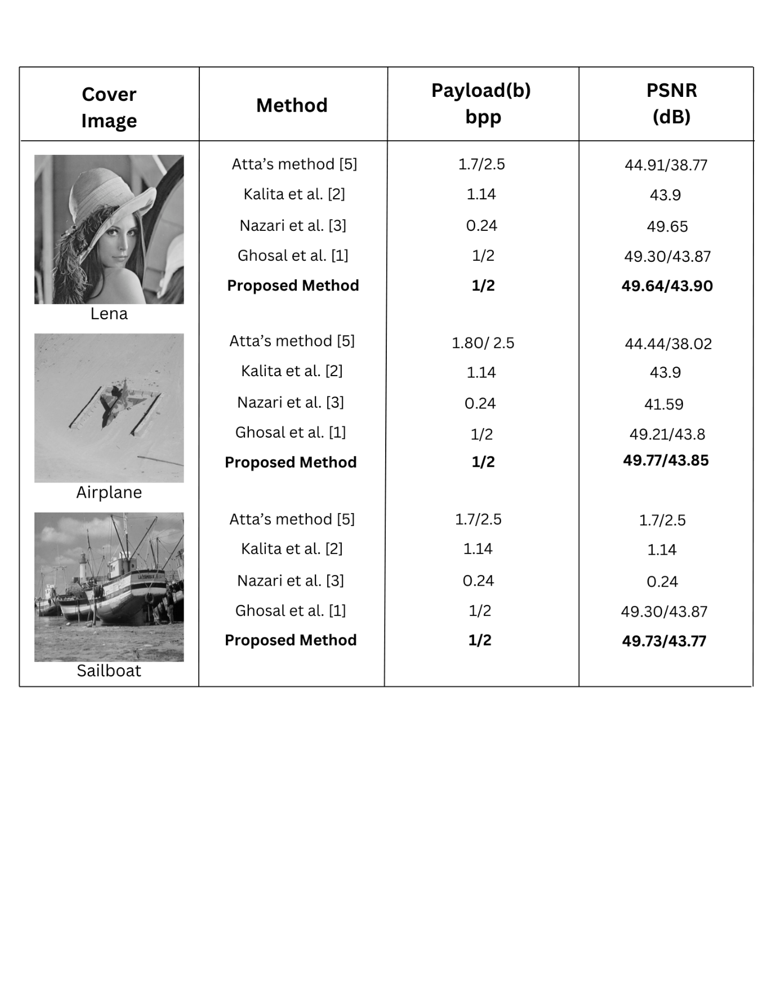 Cover Image Method Payload(b) bpp PSNR (dB)
Atta’s method [5] 1.7/2.5 44.91/38.77
Kalita et al. [2] 1.14 43.9
Nazari et al. [3] 0.24 49.65
Ghosal et al. [1] 1/2 49.30/43.87
Proposed Method 1/2 49.64/43.90
Lena
Atta’s method [5] 1.80/ 2.5 44.44/38.02
Kalita et al. [2] 1.14 43.9
Nazari et al. [3] 0.24 41.59
Ghosal et al. [1] 1/2 49.21/43.8
Proposed Method 1/2 49.77/43.85
Airplane
Atta’s method [5] 1.7/2.5 1.7/2.5
Kalita et al. [2] 1.14 1.14
Nazari et al. [3] 0.24 0.24
Ghosal et al. [1] 1/2 49.30/43.87
Proposed Method 1/2 49.73/43.77
Sailboat